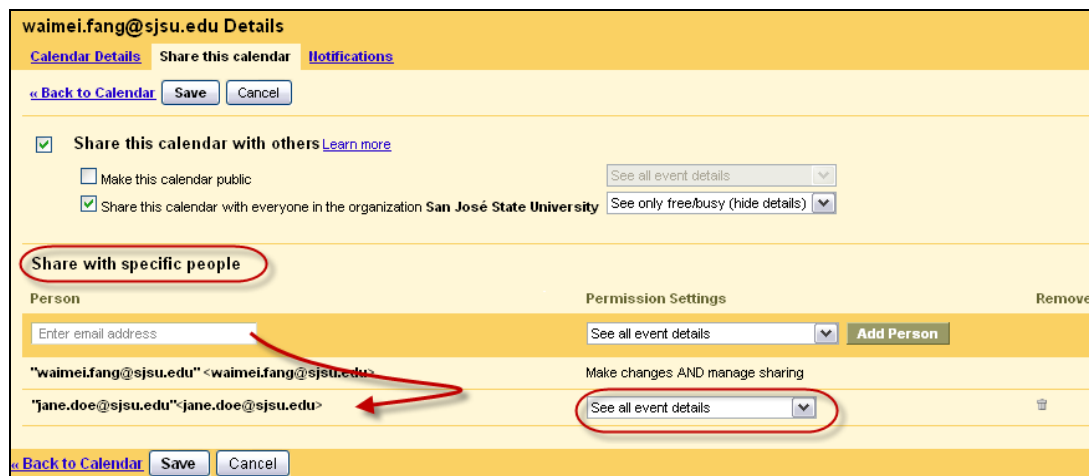 waimei.fang@sjsu.edu Details
Calendar Details Share this calendar Notifications
« Back to Calendar Save Cancel
Share this calendar with others Learn more
Make this calendar public See all event details
Share this calendar with everyone in the organization San José State University See only free/busy (hide details)
Share with specific people
Person Permission Settings Remove
Enter email address See all event details Add Person
"waimei.fang@sjsu.edu" <waimei.fang@sjsu.edu> Make changes AND manage sharing
"jane.doe@sjsu.edu"<jane.doe@sjsu.edu> See all event details
« Back to Calendar Save Cancel